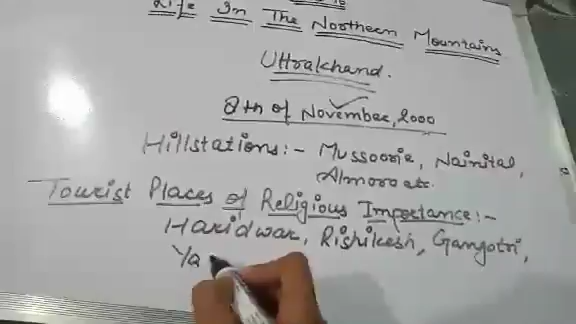 Life In The Northern Mountains
Uttrakhand.
9th of November, 2000
Hillstations:- Mussoorie, Nainital,
Almora etc.
Tourist Places of Religious Importance:-
Haridwar, Rishikesh, Gangotri,
Ya